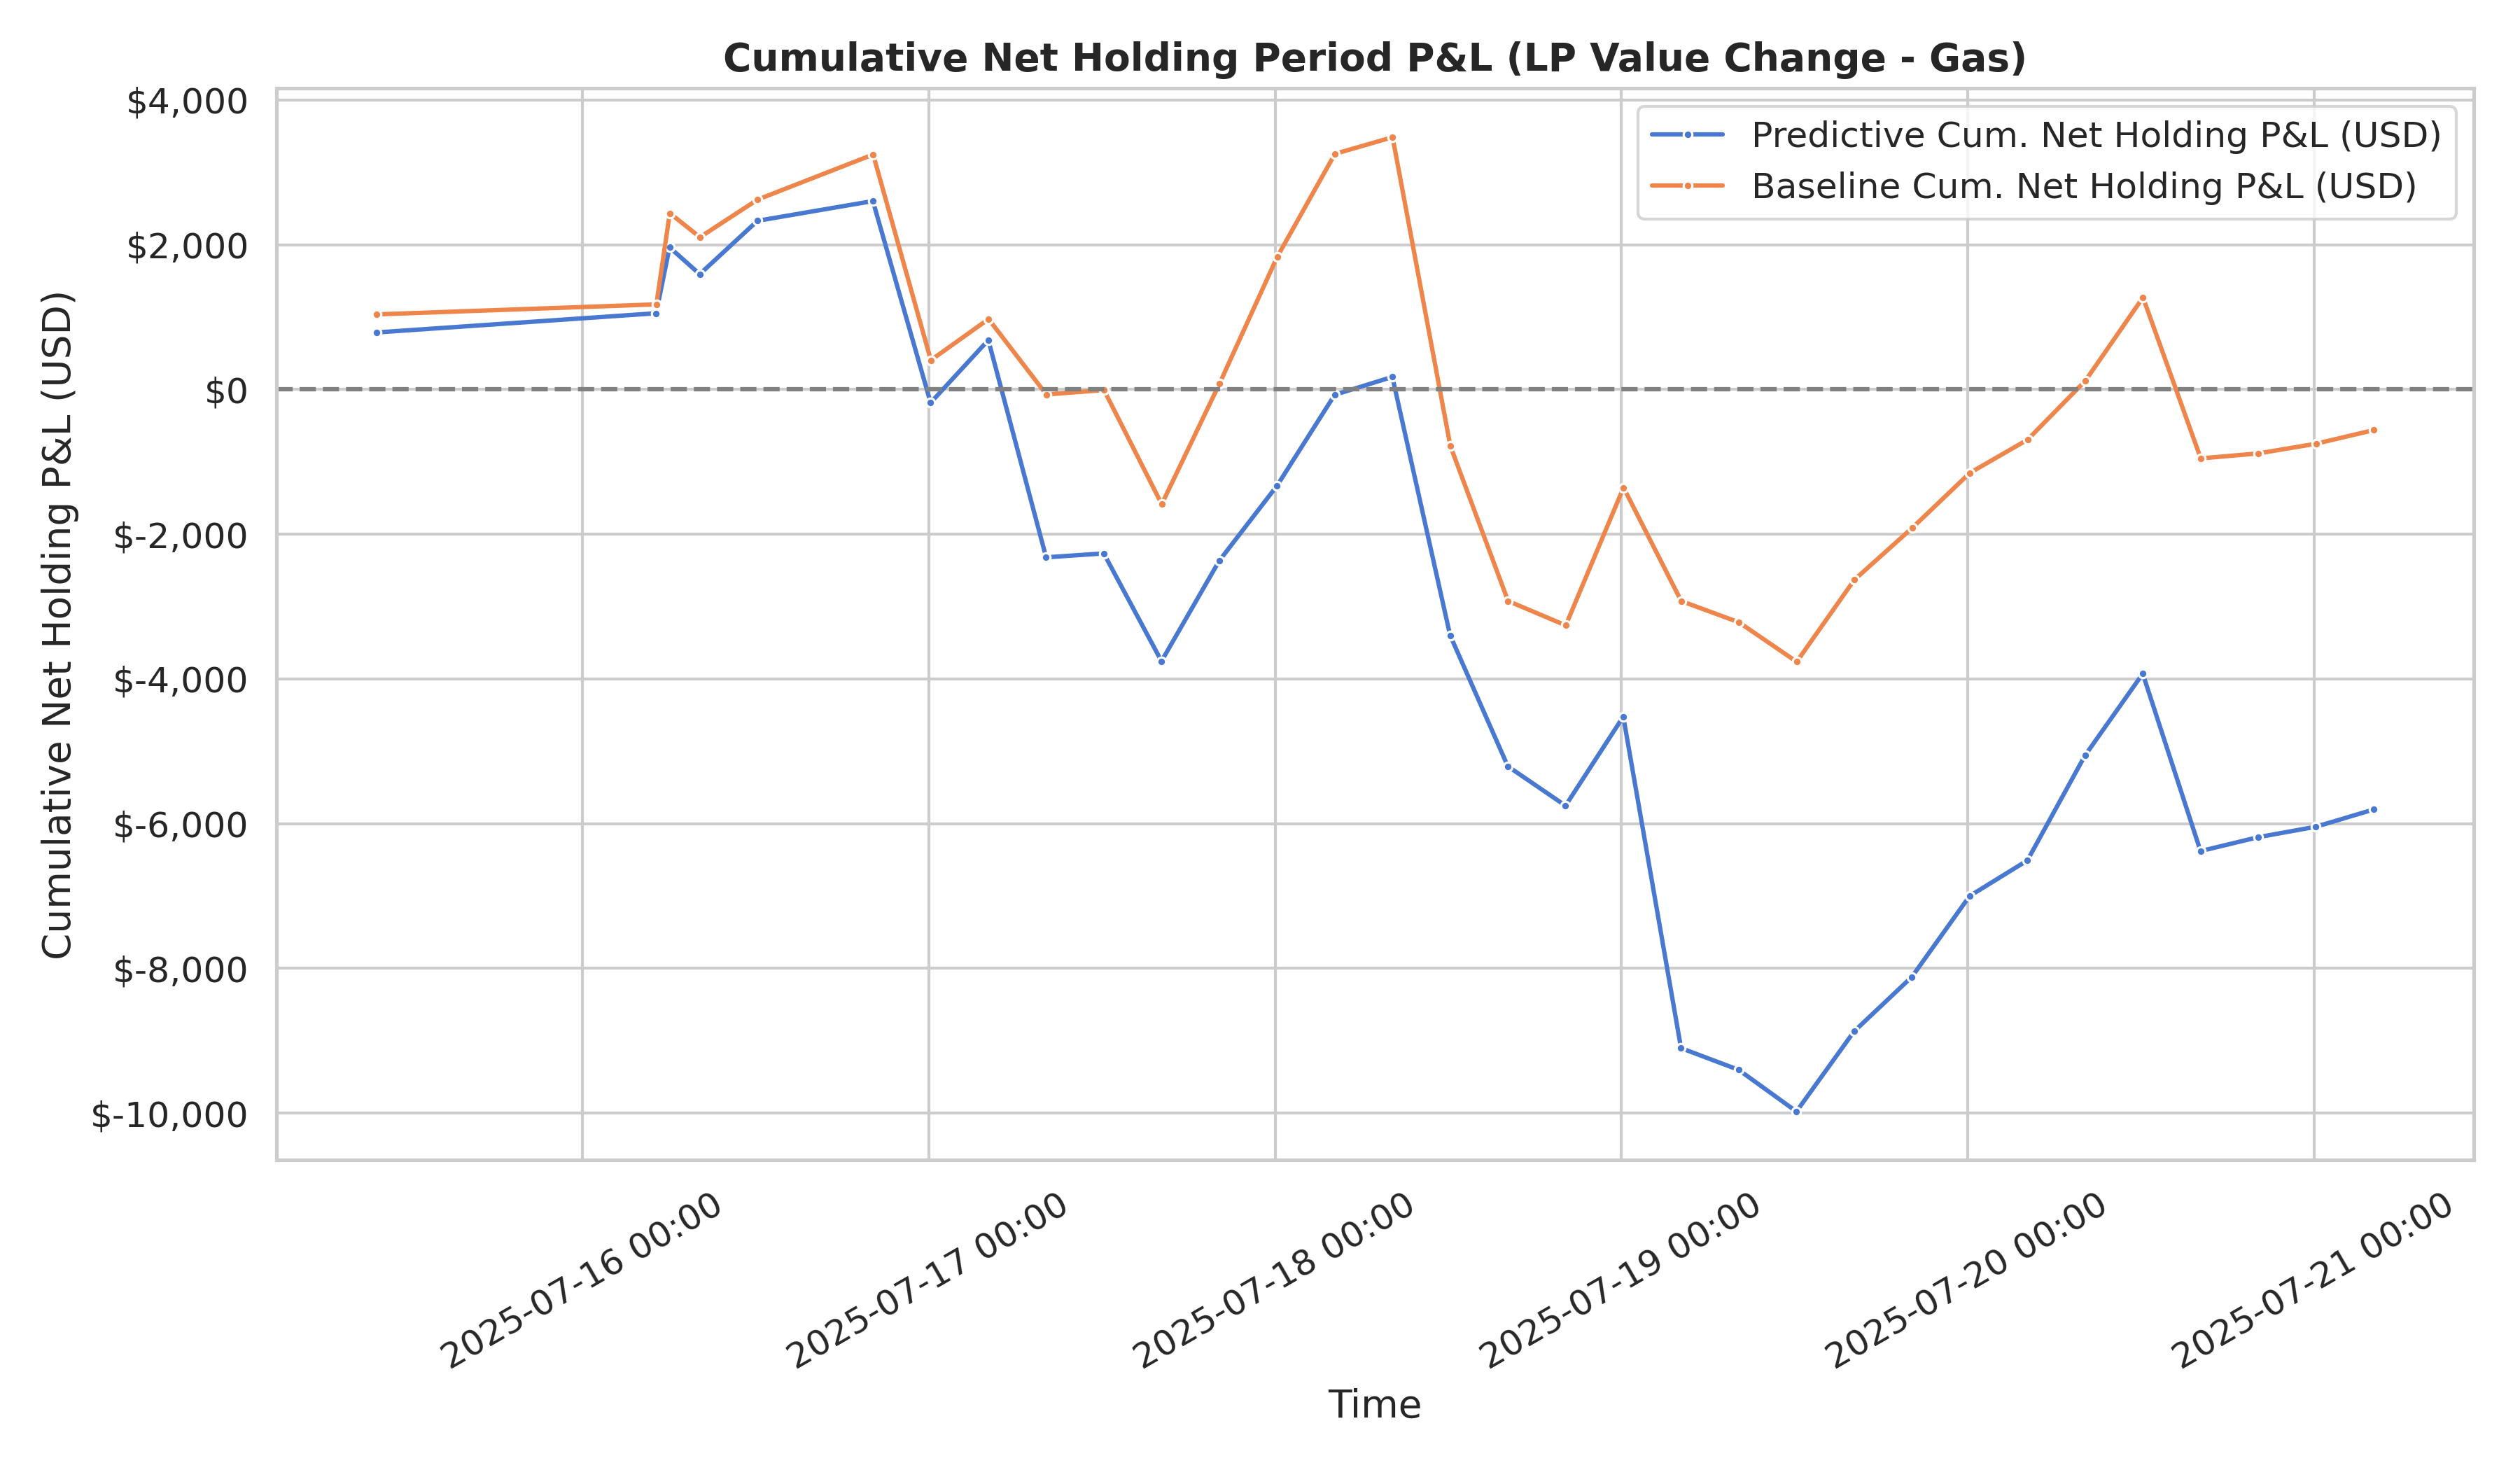 Cumulative Net Holding Period P&L (LP Value Change - Gas)
Predictive Cum. Net Holding P&L (USD)
Baseline Cum. Net Holding P&L (USD)
Cumulative Net Holding P&L (USD)
$4,000
$2,000
$0
$-2,000
$-4,000
$-6,000
$-8,000
$-10,000
2025-07-16 00:00
2025-07-17 00:00
2025-07-18 00:00
2025-07-19 00:00
2025-07-20 00:00
2025-07-21 00:00
Time